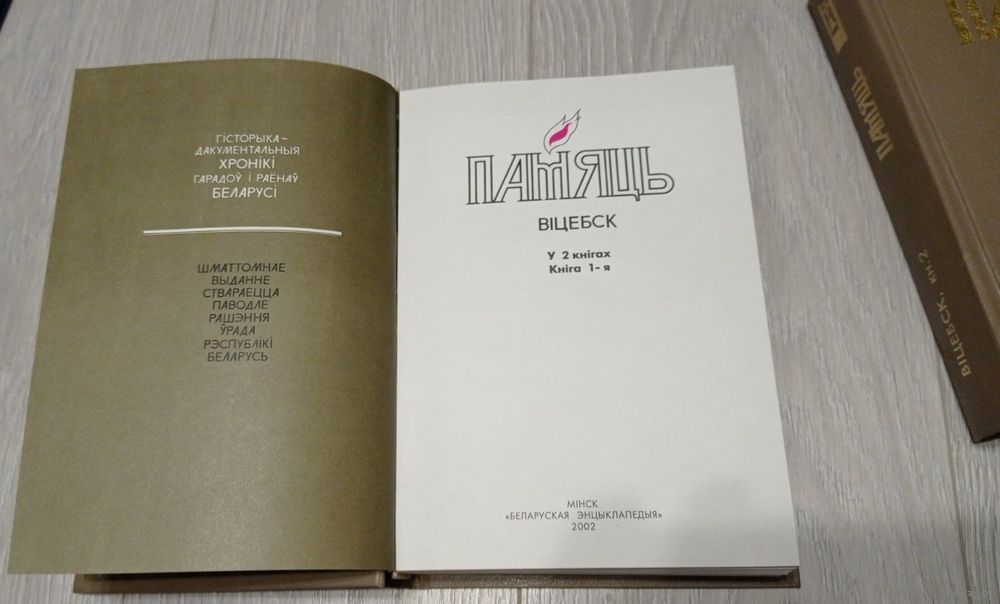 ГІСТОРЫКА-
ДАКУМЕНТАЛЬНЫЯ
ХРОНІКІ
ГАРАДОЎ І РАЁНАЎ
БЕЛАРУСІ
ШМАТТОМНАЕ
ВЫДАННЕ
СТВАРАЕЦЦА
ПАВОДЛЕ
РАШЭННЯ
ЎРАДА
РЭСПУБЛІКІ
БЕЛАРУСЬ
ПАМЯЦЬ
ВІЦЕБСК
У 2 кнігах
Кніга 1-я
МІНСК
«БЕЛАРУСКАЯ ЭНЦЫКЛАПЕДЫЯ»
2002
ПАМЯЦЬ
ВІЦЕБСК, КН.2